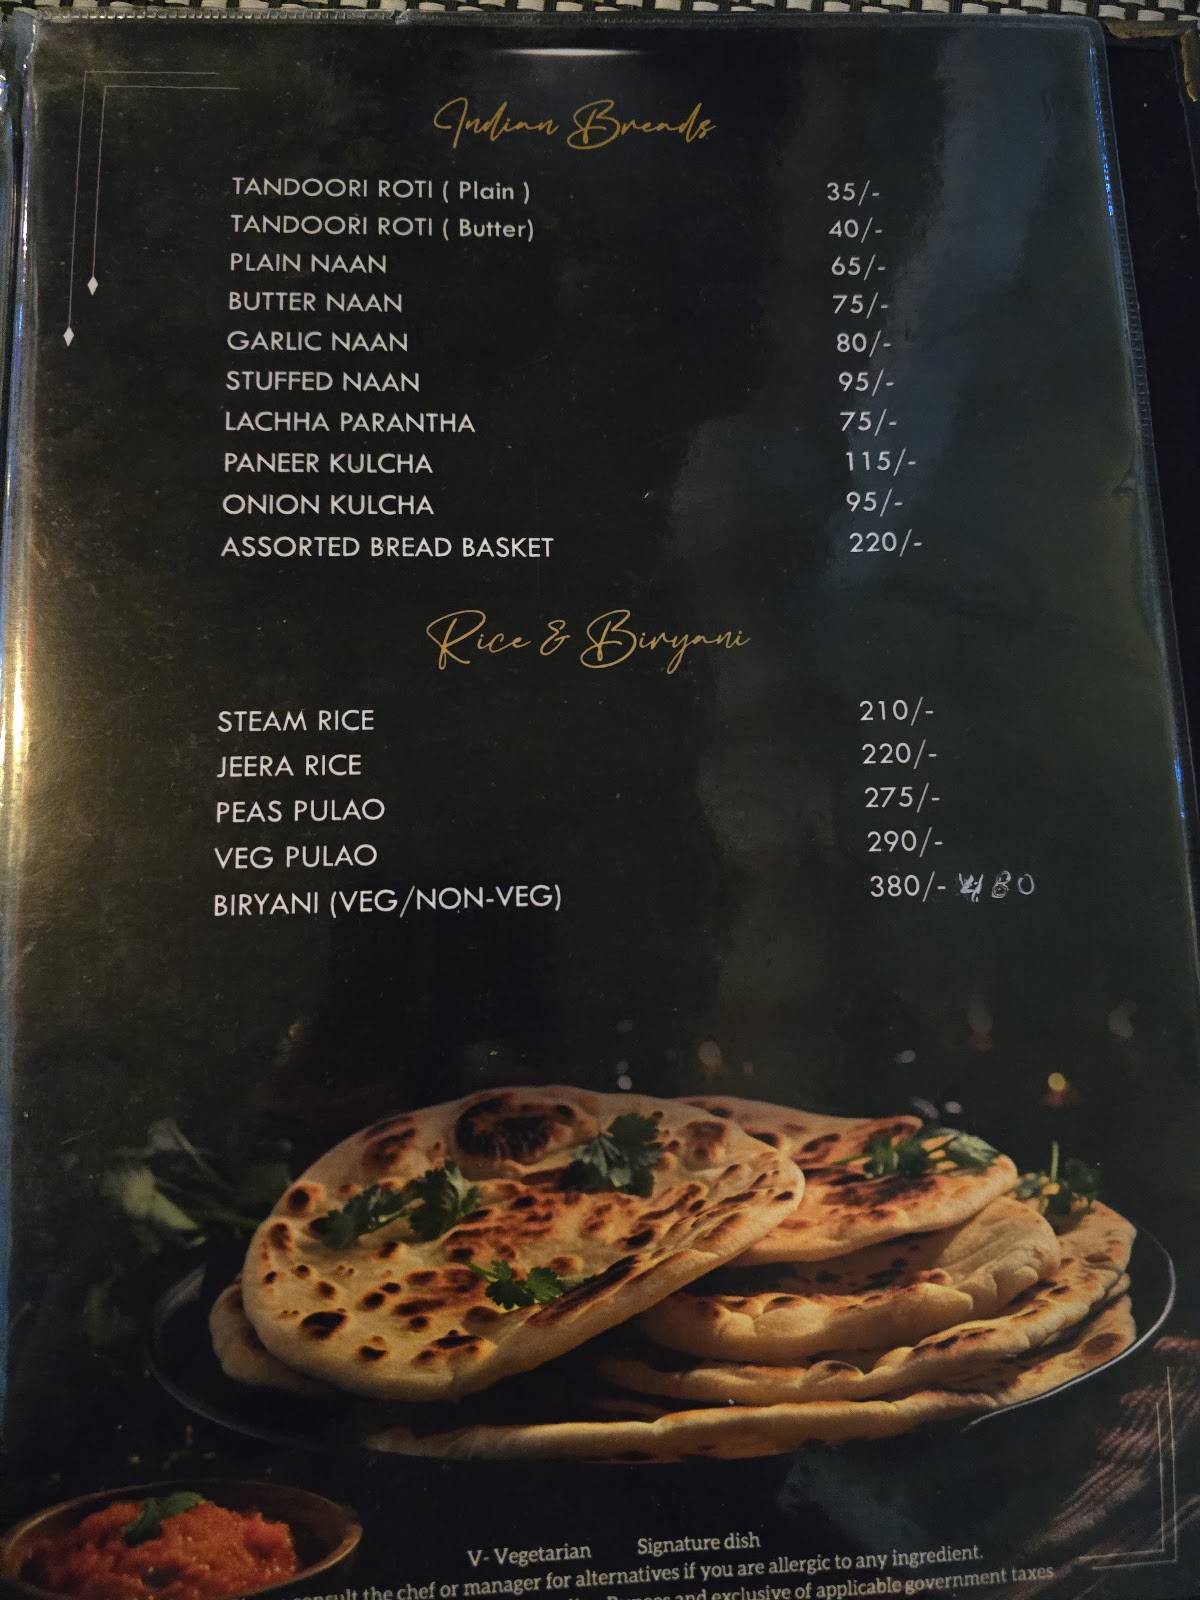 Indian Breads
TANDOORI ROTI ( Plain ) 35/-
TANDOORI ROTI ( Butter) 40/-
PLAIN NAAN 65/-
BUTTER NAAN 75/-
GARLIC NAAN 80/-
STUFFED NAAN 95/-
LACHHA PARANTHA 75/-
PANEER KULCHA 115/-
ONION KULCHA 95/-
ASSORTED BREAD BASKET 220/-
Rice & Biryani
STEAM RICE 210/-
JEERA RICE 220/-
PEAS PULAO 275/-
VEG PULAO 290/-
BIRYANI (VEG/NON-VEG) 380/- 480
V- Vegetarian Signature dish
the chef or manager for alternatives if you are allergic to any ingredient.
and exclusive of applicable government taxes